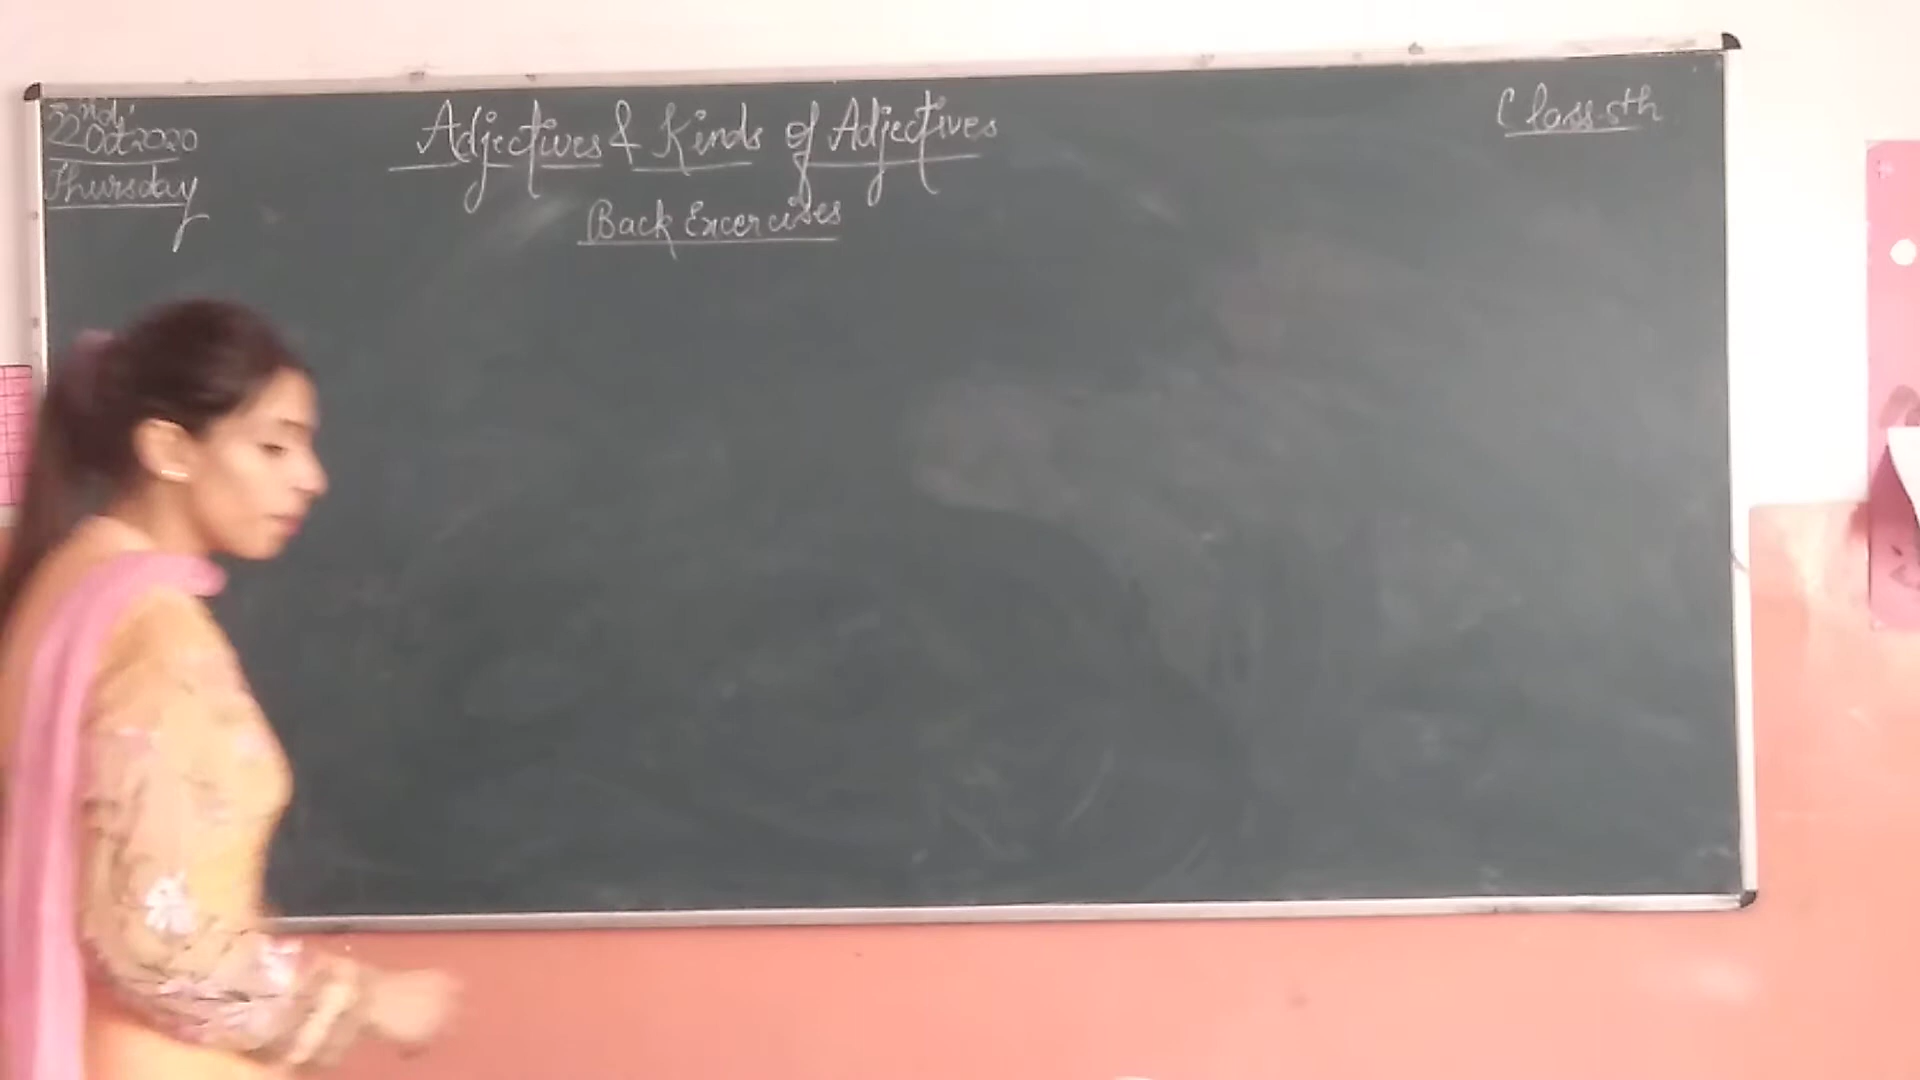 22nd Oct 2020
Thursday
Adjectives & Kinds of Adjectives
Back Excercises
Class-5th